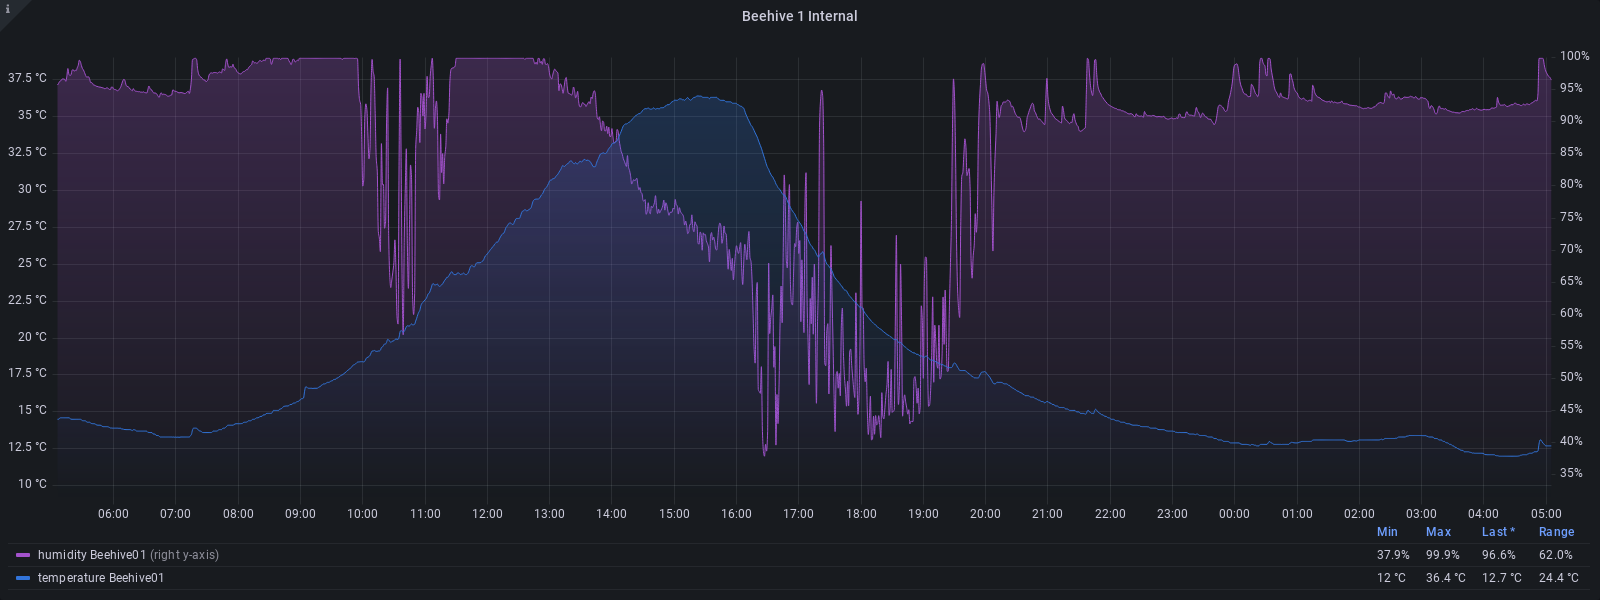 i
Beehive 1 Internal
37.5 °C
35 °C
32.5 °C
30 °C
27.5 °C
25 °C
22.5 °C
20 °C
17.5 °C
15 °C
12.5 °C
10 °C
100%
95%
90%
85%
80%
75%
70%
65%
60%
55%
50%
45%
40%
35%
06:00 07:00 08:00 09:00 10:00 11:00 12:00 13:00 14:00 15:00 16:00 17:00 18:00 19:00 20:00 21:00 22:00 23:00 00:00 01:00 02:00 03:00 04:00 05:00
Min Max Last * Range
humidity Beehive01 (right y-axis) 37.9% 99.9% 96.6% 62.0%
temperature Beehive01 12 °C 36.4 °C 12.7 °C 24.4 °C